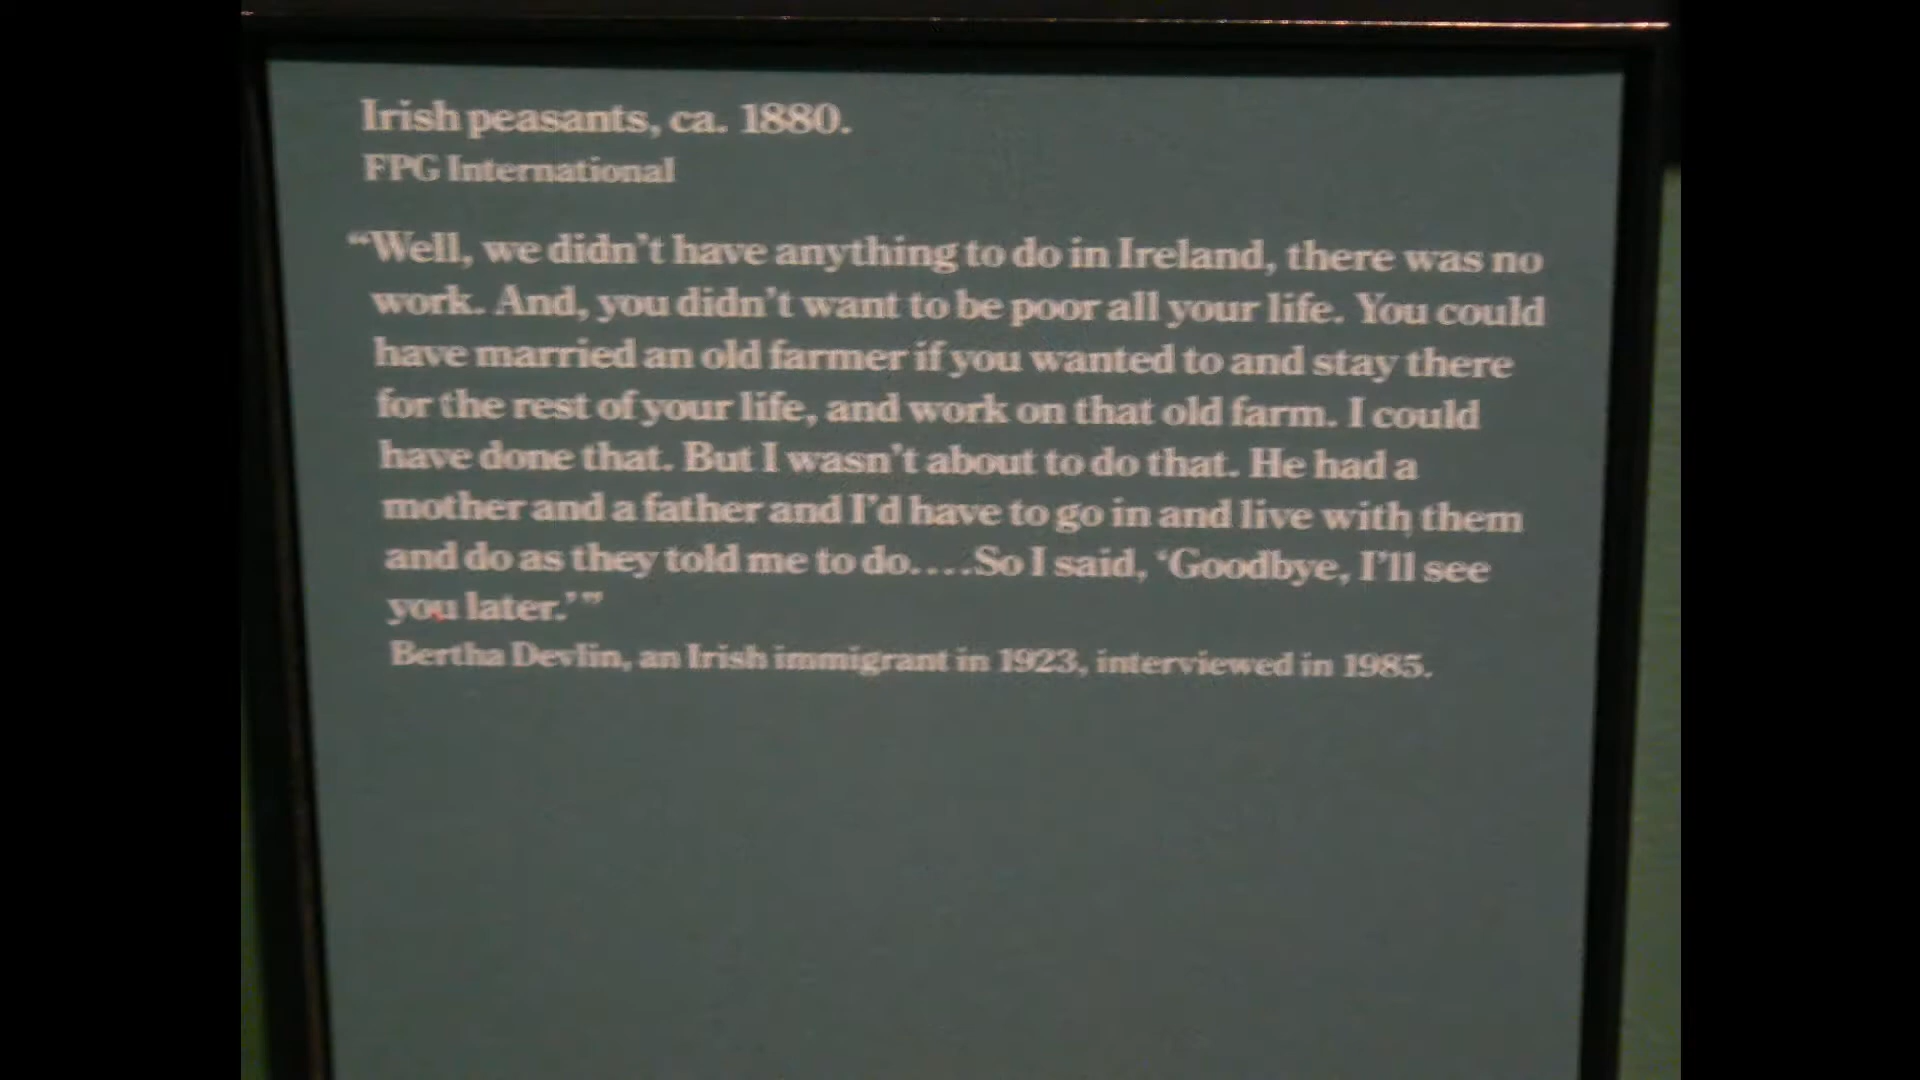 Irish peasants, ca. 1880.
FPG International
“Well, we didn’t have anything to do in Ireland, there was no
work. And, you didn’t want to be poor all your life. You could
have married an old farmer if you wanted to and stay there
for the rest of your life, and work on that old farm. I could
have done that. But I wasn’t about to do that. He had a
mother and a father and I’d have to go in and live with them
and do as they told me to do....So I said, ‘Goodbye, I’ll see
you later.’”
Bertha Devlin, an Irish immigrant in 1923, interviewed in 1985.